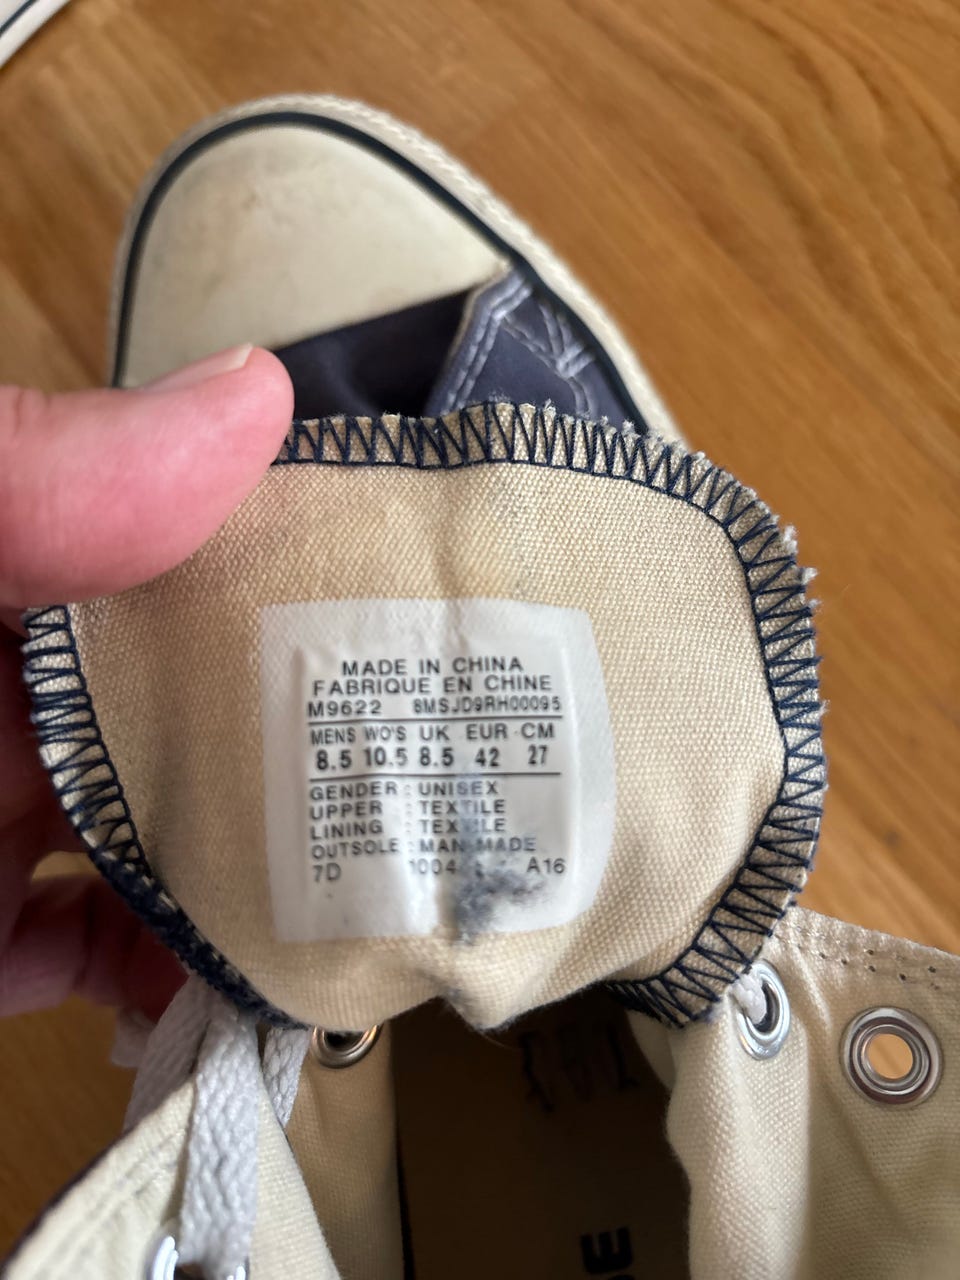 MADE IN CHINA
FABRIQUE EN CHINE
M9622 8MSJD9RH00095
MENS WO'S UK EUR CM
8.5 10.5 8.5 42 27
GENDER : UNISEX
UPPER : TEXTILE
LINING : TEXTILE
OUTSOLE : MAN MADE
7D 1004 A16